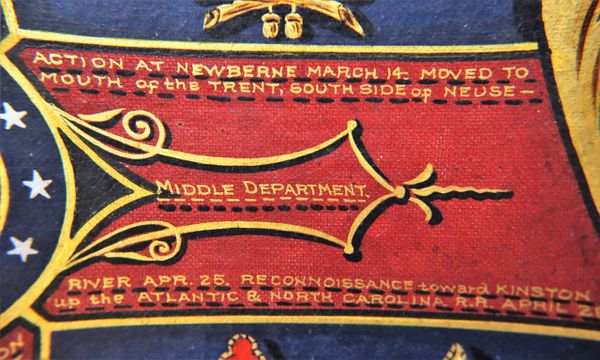 ACTION AT NEWBERNE MARCH 14. MOVED TO
MOUTH of the TRENT, SOUTH SIDE of NEUSE—
MIDDLE DEPARTMENT.
RIVER APR. 25. RECONNOISSANCE toward KINSTON
up the ATLANTIC & NORTH CAROLINA R.R. APRIL